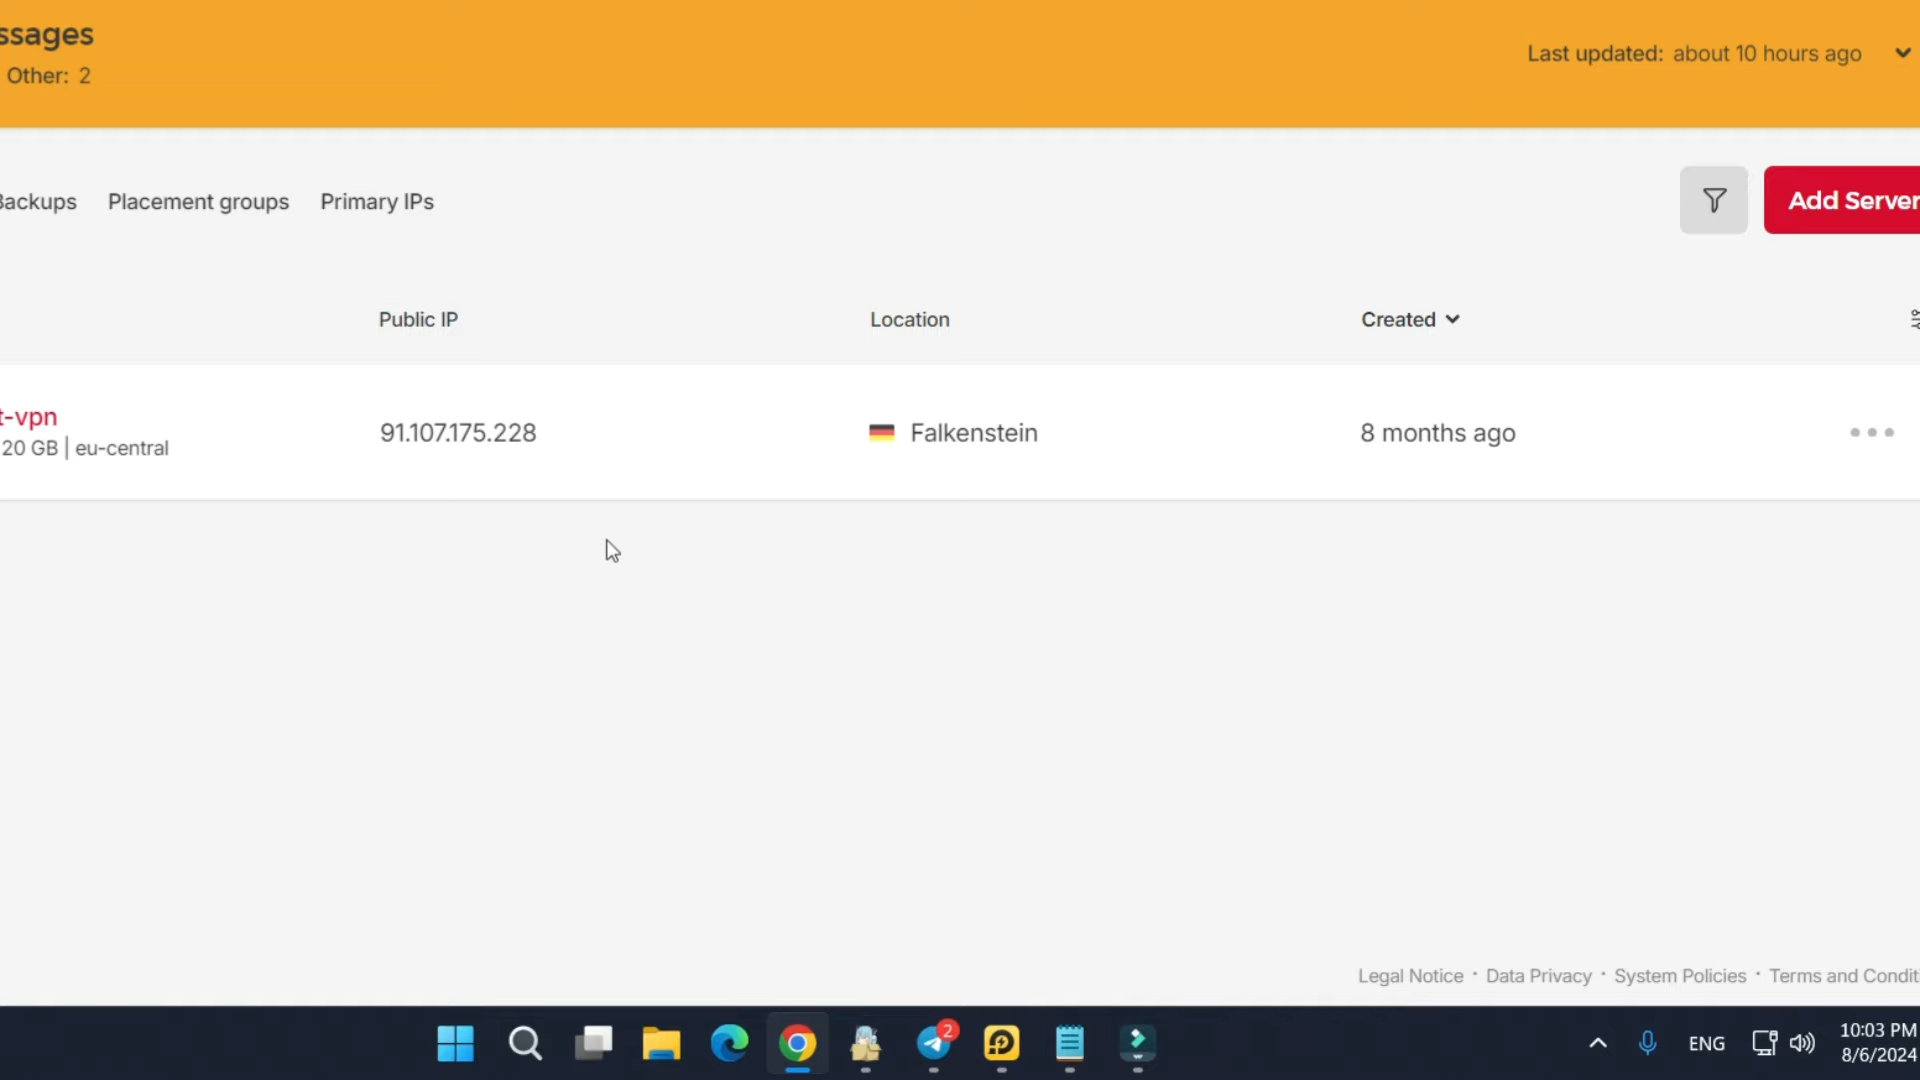 ssages
Other: 2
Last updated: about 10 hours ago
Backups Placement groups Primary IPs
Add Server
Public IP Location Created
t-vpn
20 GB | eu-central
91.107.175.228 Falkenstein 8 months ago
Legal Notice · Data Privacy · System Policies · Terms and Condit
2
ENG
10:03 PM
8/6/2024